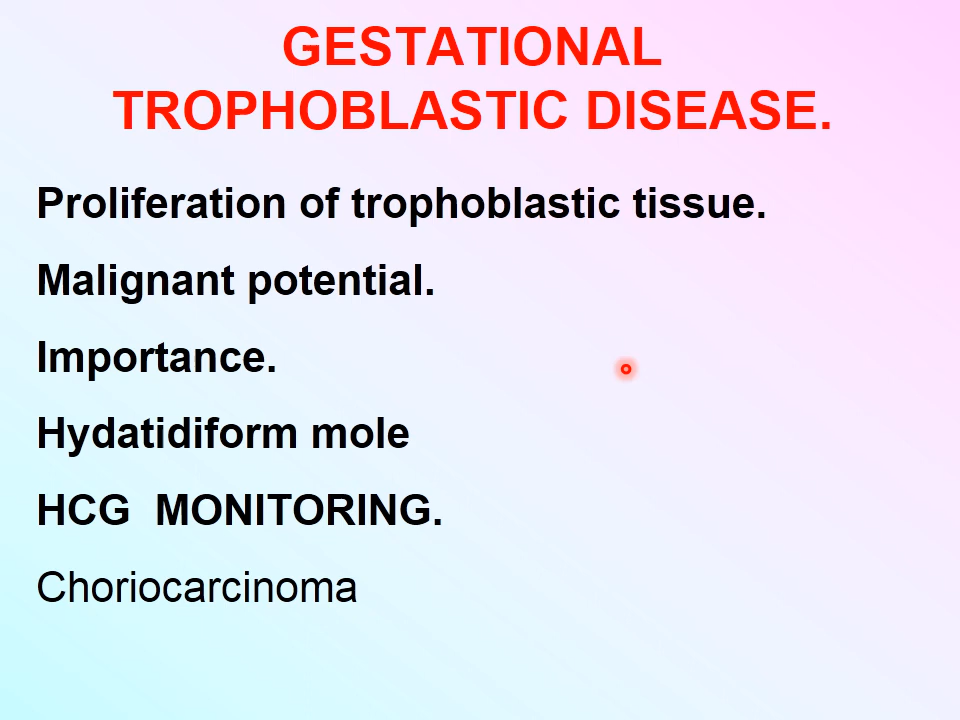 GESTATIONAL
TROPHOBLASTIC DISEASE.
Proliferation of trophoblastic tissue.
Malignant potential.
Importance.
Hydatidiform mole
HCG  MONITORING.
Choriocarcinoma